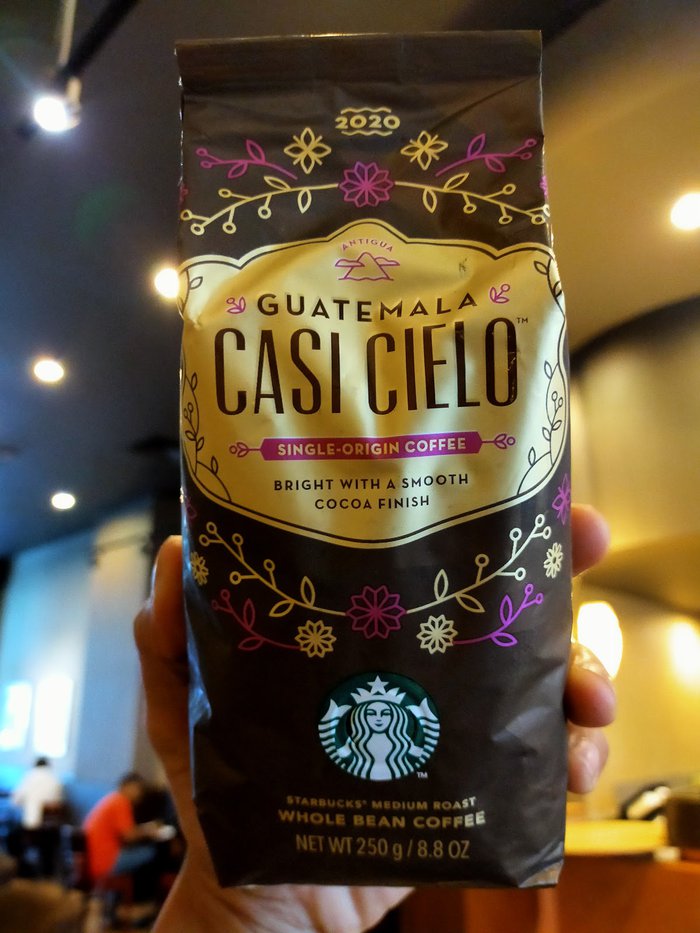 2020
ANTIGUA
GUATEMALA
CASI CIELO™
SINGLE-ORIGIN COFFEE
BRIGHT WITH A SMOOTH
COCOA FINISH
TM
STARBUCKS® MEDIUM ROAST
WHOLE BEAN COFFEE
NET WT 250 g / 8.8 OZ